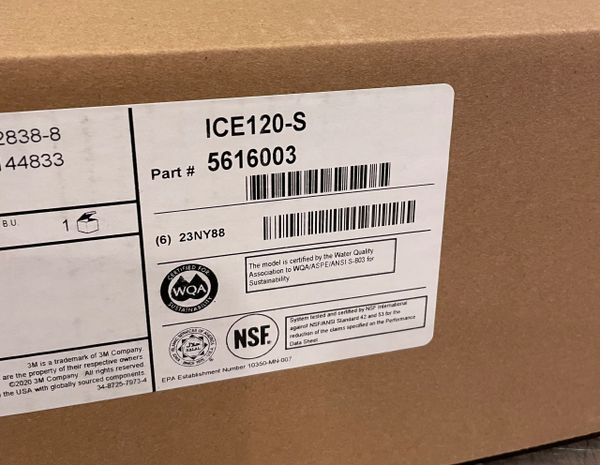 2838-8
144833
B.U.
1
3M is a trademark of 3M Company
are the property of their respective owners
©2020 3M Company All rights reserved.
the USA with globally sourced components.
34-8725-7973-4
ICE120-S
Part # 5616003
(6) 23NY88
CERTIFIED FOR
WQA
SUSTAINABILITY
The model is certified by the Water Quality
Association to WQA/ASPE/ANSI S-803 for
Sustainability
HALAL
NSF.
System tested and certified by NSF International
against NSF/ANSI Standard 42 and 53 for the
reduction of the claims specified on the Performance
Data Sheet
EPA Establishment Number 10350-MN-007